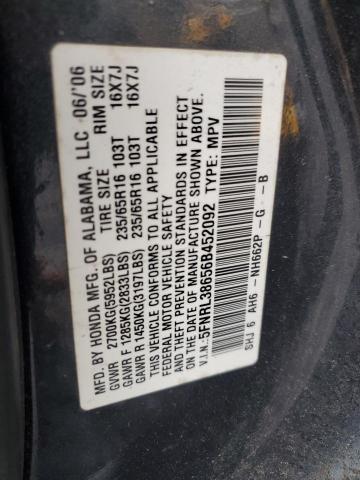 MFD. BY HONDA MFG. OF ALABAMA, LLC 06/'06
TIRE SIZE RIM SIZE
GVWR 2700KG(5952LBS)
GAWR F 1285KG(2833LBS) 235/65R16 103T 16X7J
GAWR R 1450KG(3197LBS) 235/65R16 103T 16X7J
THIS VEHICLE CONFORMS TO ALL APPLICABLE
FEDERAL MOTOR VEHICLE SAFETY STANDARDS IN EFFECT
ON THE DATE OF MANUFACTURE SHOWN ABOVE.
V.I.N.:5FNRL38656B452092 TYPE: MPV
SHJ 6 AH6- NH662P - G - B